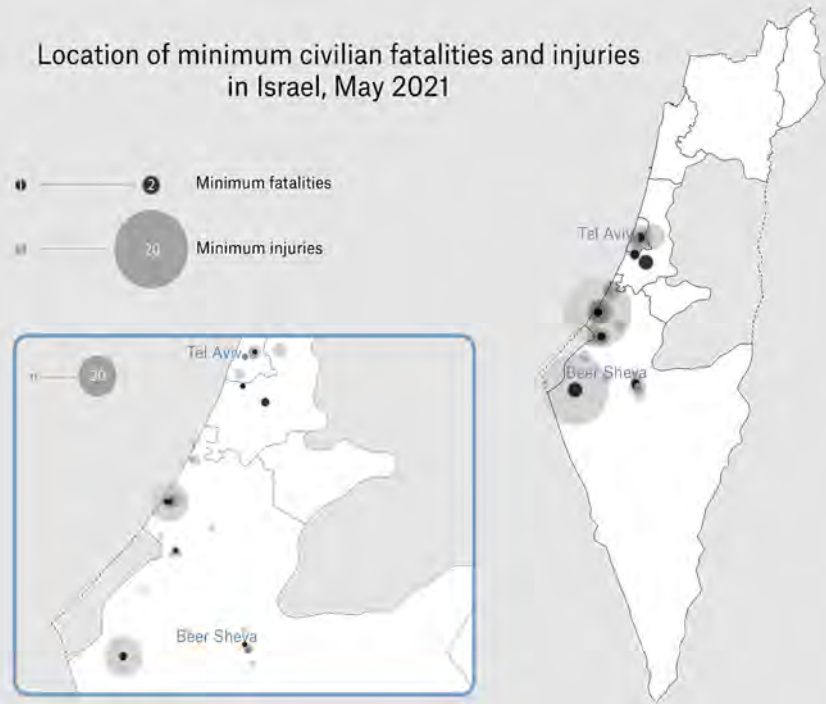 Location of minimum civilian fatalities and injuries
in Israel, May 2021
2 Minimum fatalities
20 Minimum injuries
Tel Aviv
Beer Sheva
20
Tel Aviv
Beer Sheva